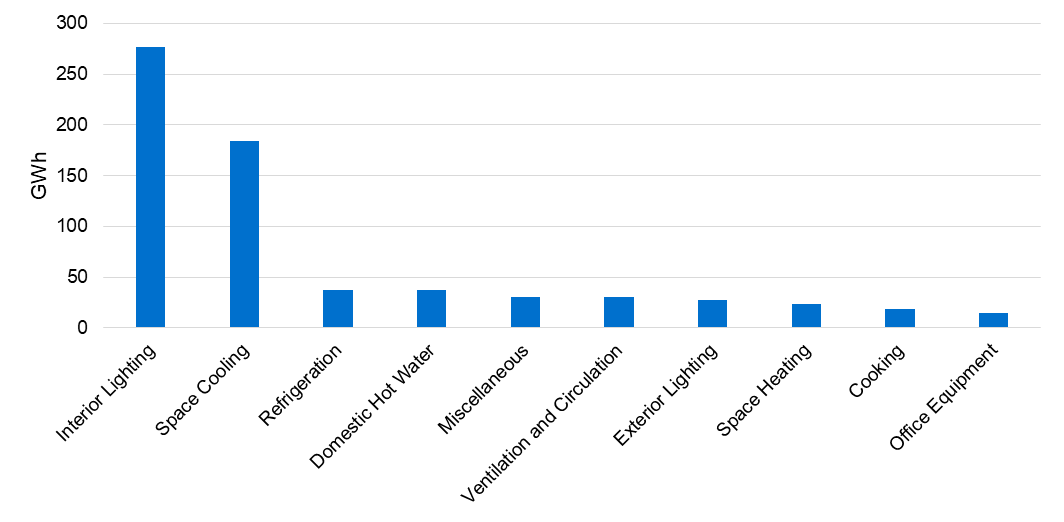 300
250
200
150
100
50
0
GWh
Interior Lighting
Space Cooling
Refrigeration
Domestic Hot Water
Miscellaneous
Ventilation and Circulation
Exterior Lighting
Space Heating
Cooking
Office Equipment